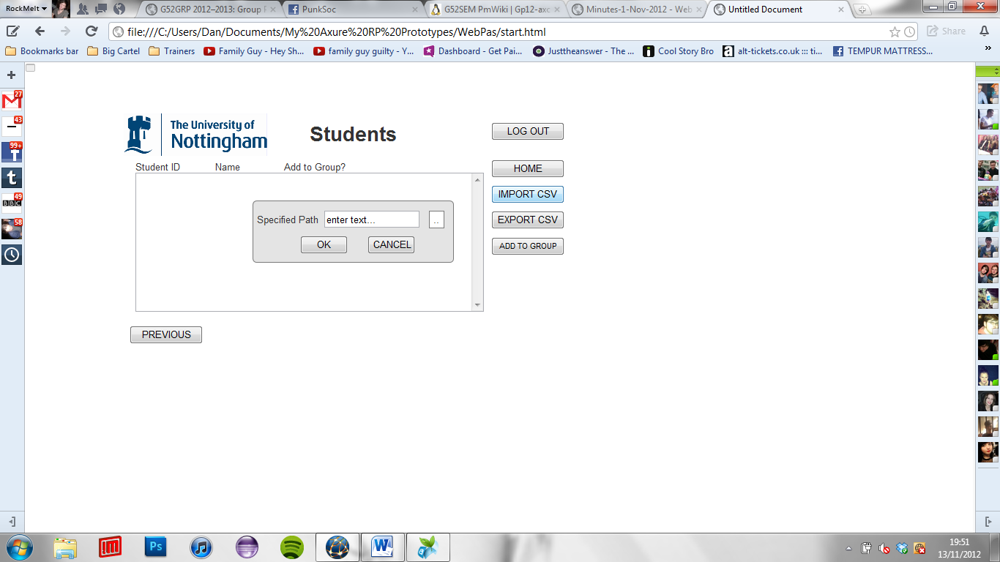 RockMelt
G52GRP 2012–2013: Group P
PunkSoc
G52SEM PmWiki | Gp12-axc
Minutes-1-Nov-2012 - Web
Untitled Document
file:///C:/Users/Dan/Documents/My%20Axure%20RP%20Prototypes/WebPas/start.html
Share
Bookmarks bar
Big Cartel
Trainers
Family Guy - Hey Sh...
family guy guilty - Y...
Dashboard - Get Pai...
Justtheanswer - The ...
Cool Story Bro
alt-tickets.co.uk ::: ti...
TEMPUR MATTRESS...
27
43
99+
49
BBC
58
The University of
Nottingham
Students
LOG OUT
Student ID
Name
Add to Group?
HOME
IMPORT CSV
EXPORT CSV
ADD TO GROUP
Specified Path
enter text...
..
OK
CANCEL
PREVIOUS
Ps
W
19:51
13/11/2012